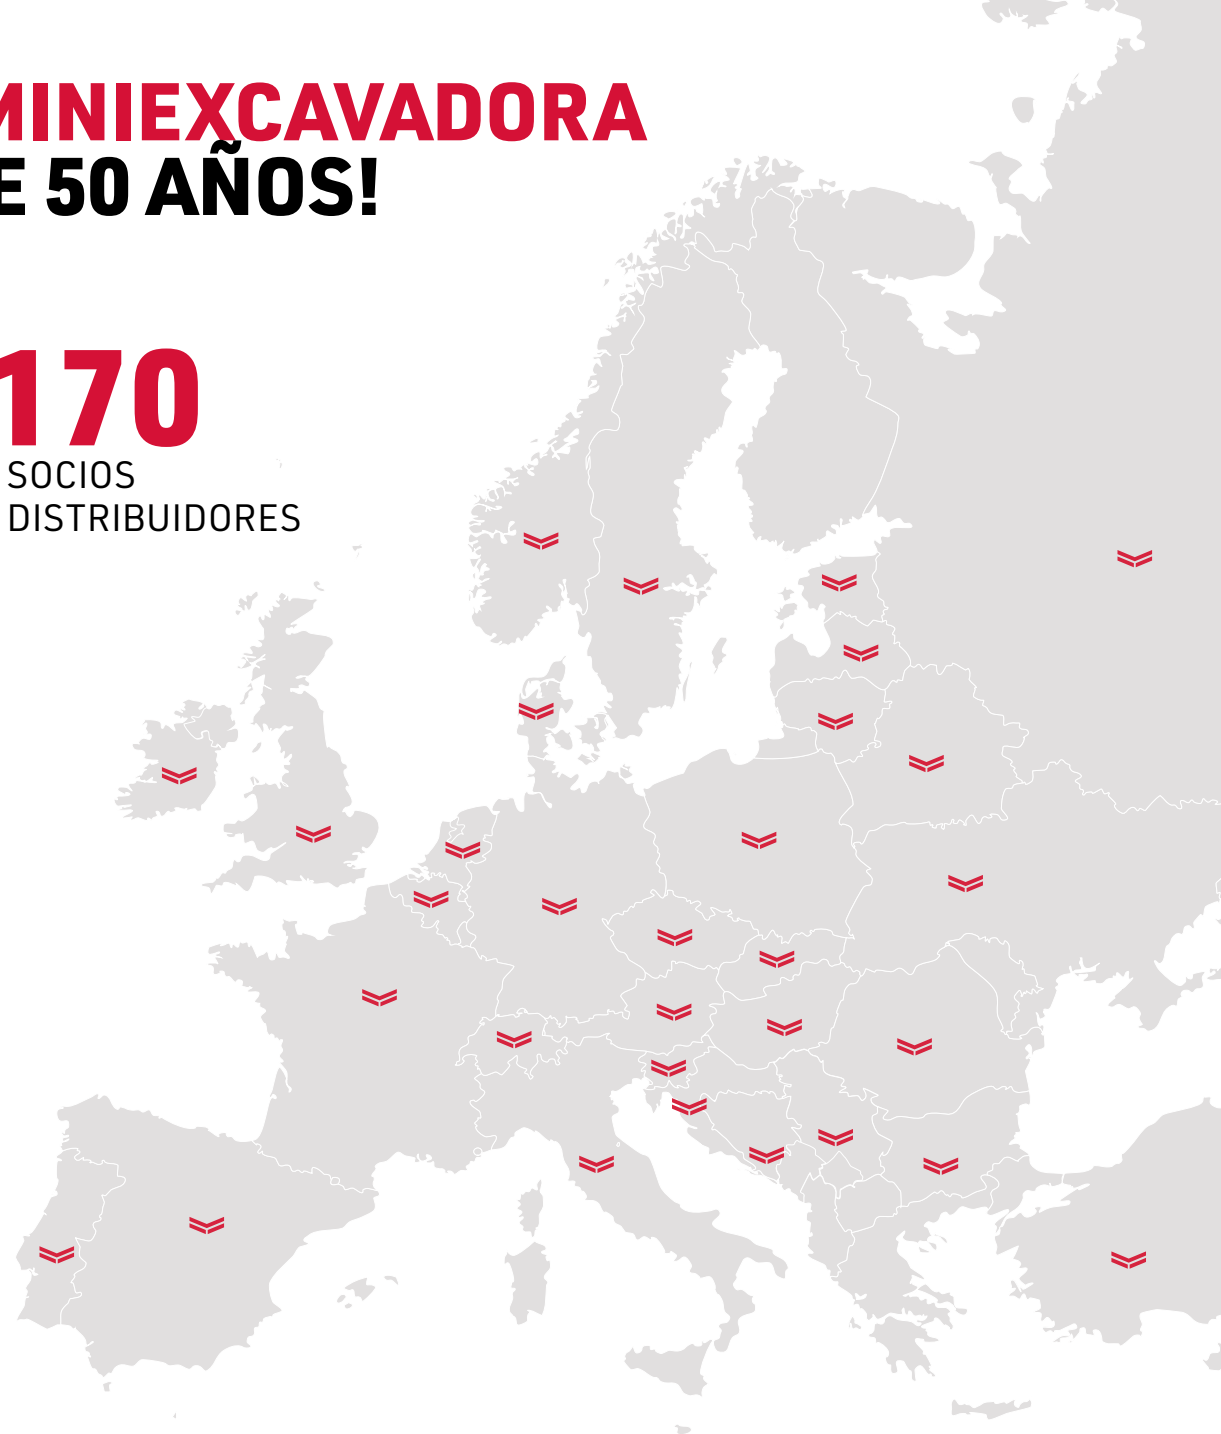 MINIEXCAVADORA
E 50 AÑOS!
170
SOCIOS
DISTRIBUIDORES